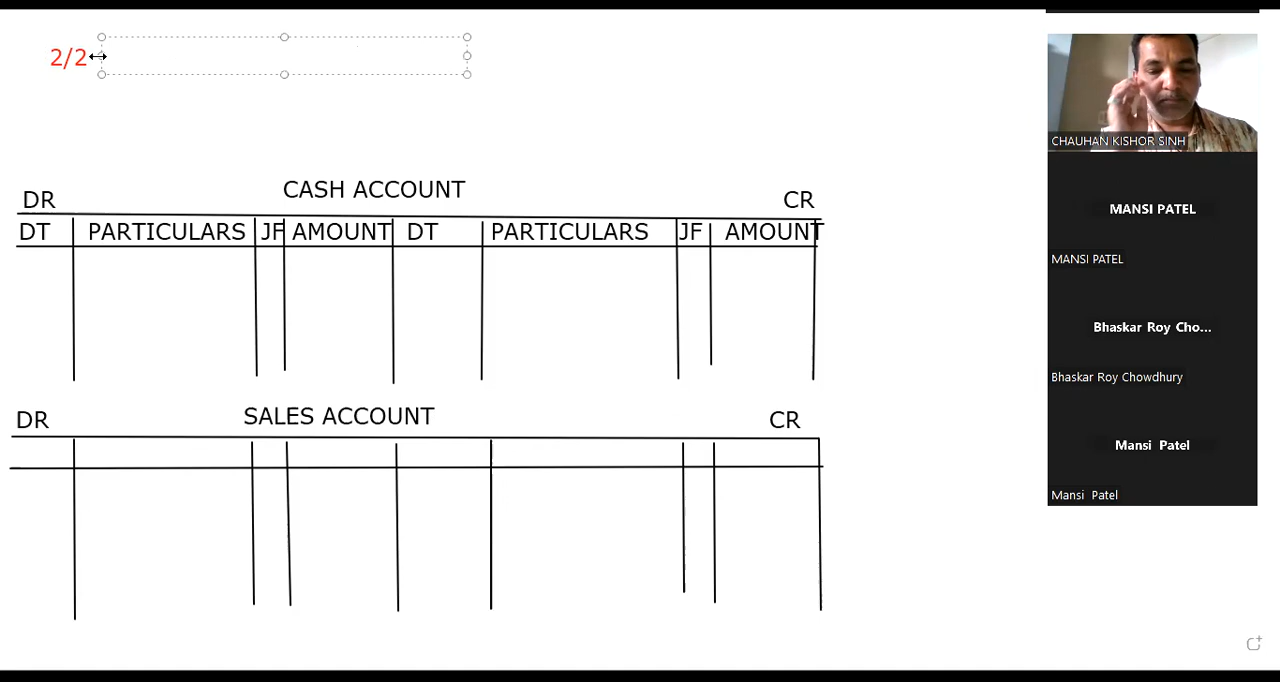 2/2
CASH ACCOUNT
DR CR
DT PARTICULARS JF AMOUNT DT PARTICULARS JF AMOUNT
SALES ACCOUNT
DR CR
CHAUHAN KISHOR SINH
MANSI PATEL
MANSI PATEL
Bhaskar Roy Cho...
Bhaskar Roy Chowdhury
Mansi Patel
Mansi Patel